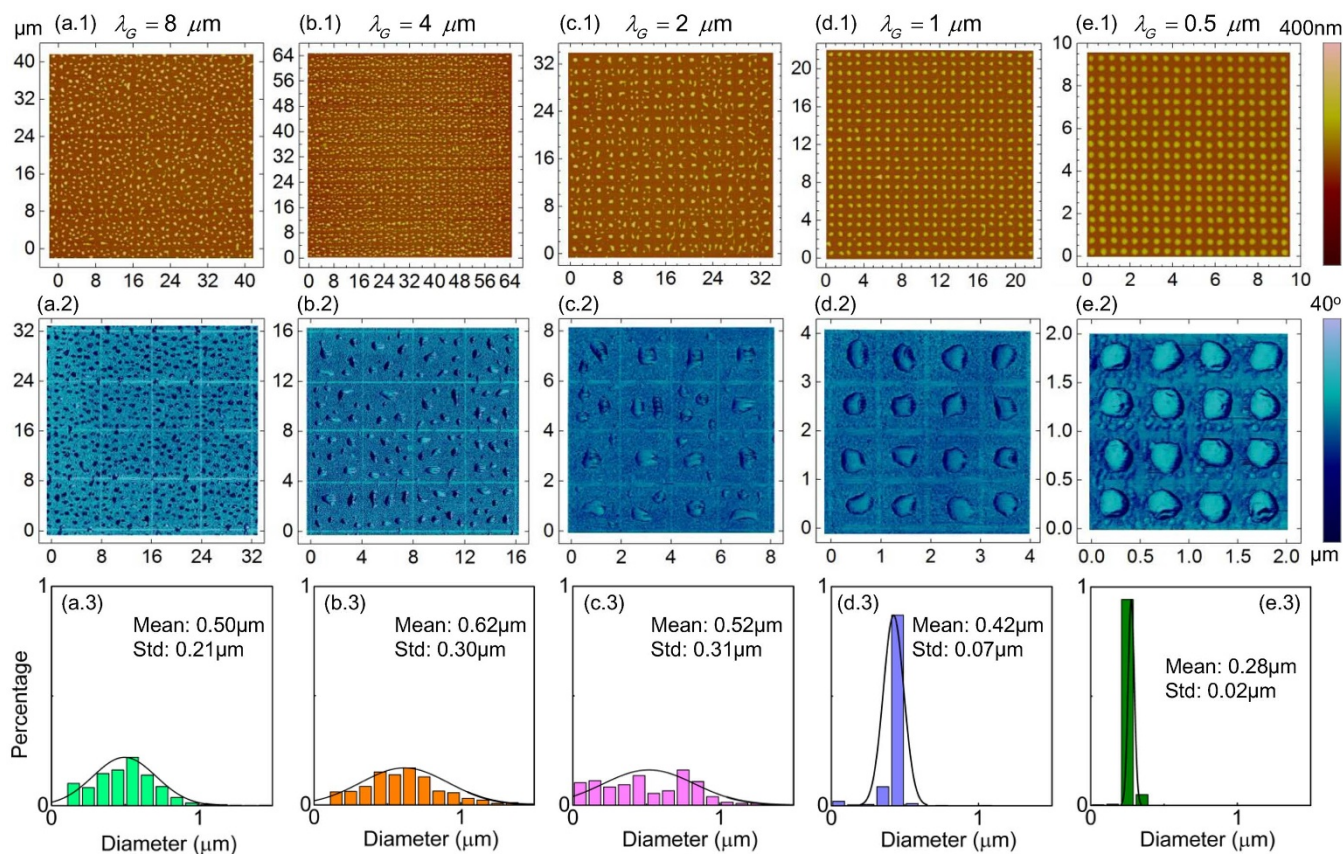 (a.1) λG = 8 μm (b.1) λG = 4 μm (c.1) λG = 2 μm (d.1) λG = 1 μm (e.1) λG = 0.5 μm
μm 400nm
40
32
24
16
8
0
0 8 16 24 32 40
64
56
48
40
32
24
16
8
0
0 8 16 24 32 40 48 56 64
32
24
16
8
0
0 8 16 24 32
20
16
12
8
4
0
0 4 8 12 16 20
10
8
6
4
2
0
0 2 4 6 8 10
(a.2) (b.2) (c.2) (d.2) (e.2) 40º
32
24
16
8
0
0 8 16 24 32
16
12
8
4
0
0 4 8 12 16
8
6
4
2
0
0 2 4 6 8
4
3
2
1
0
0 1 2 3 4
2.0
1.5
1.0
0.5
0.0
0.0 0.5 1.0 1.5 2.0
μm
1 (a.3)
Mean: 0.50μm
Std: 0.21μm
Percentage
0
0 1
Diameter (μm)
1 (b.3)
Mean: 0.62μm
Std: 0.30μm
0
0 1
Diameter (μm)
1 (c.3)
Mean: 0.52μm
Std: 0.31μm
0
0 1
Diameter (μm)
1 (d.3)
Mean: 0.42μm
Std: 0.07μm
0
0 1
Diameter (μm)
1 (e.3)
Mean: 0.28μm
Std: 0.02μm
0
0 1
Diameter (μm)